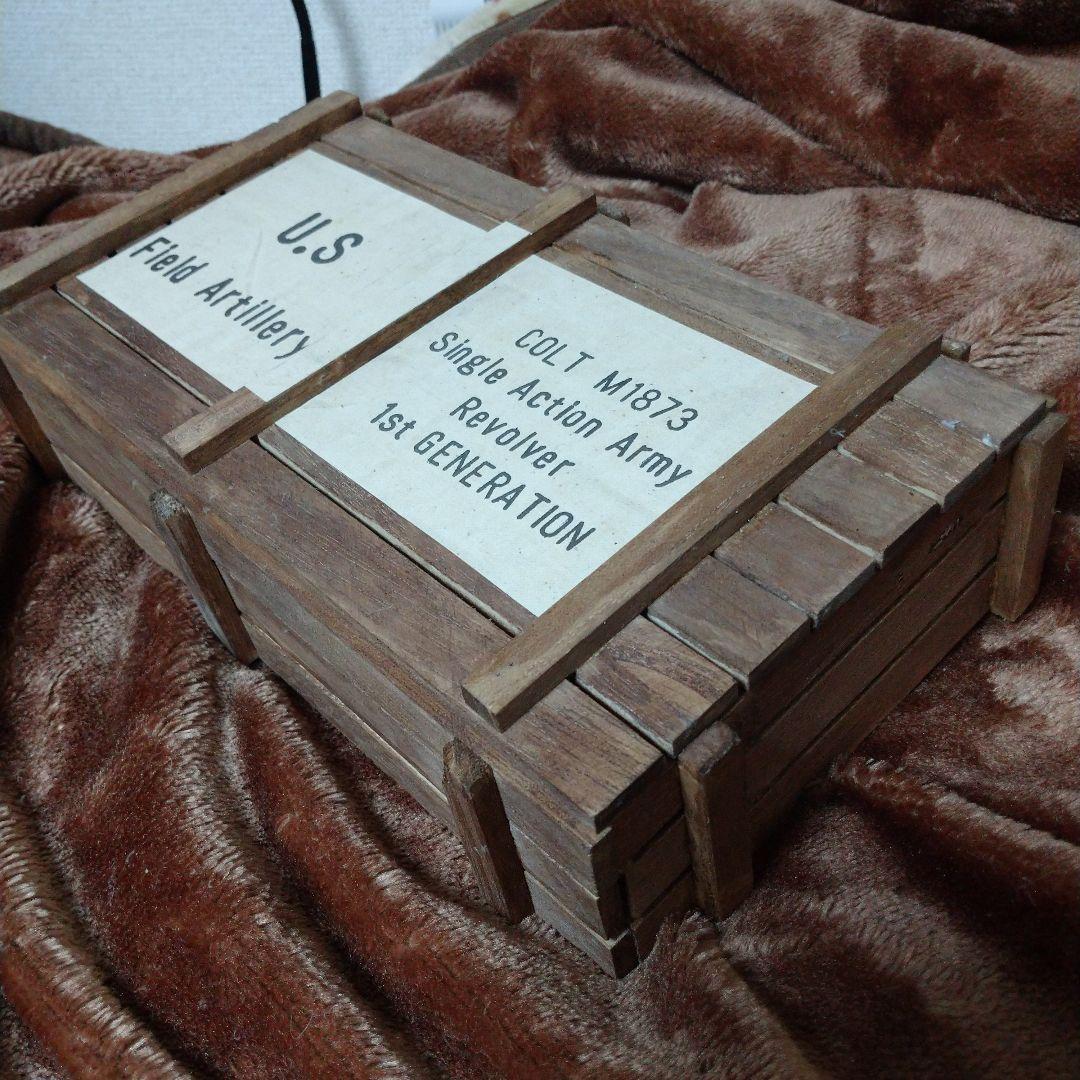 U.S
Field Artillery
COLT M1873
Single Action Army
Revolver
1st GENERATION